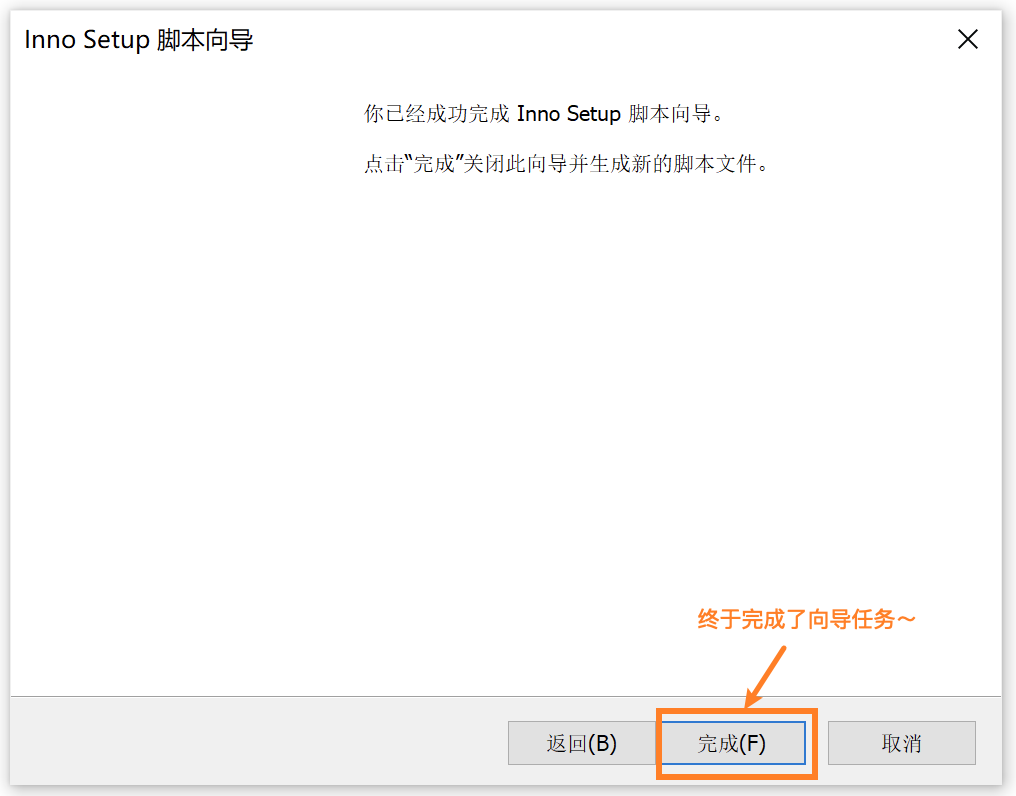 Inno Setup 脚本向导
你已经成功完成 Inno Setup 脚本向导。
点击“完成”关闭此向导并生成新的脚本文件。
终于完成了向导任务～
返回(B)
完成(F)
取消